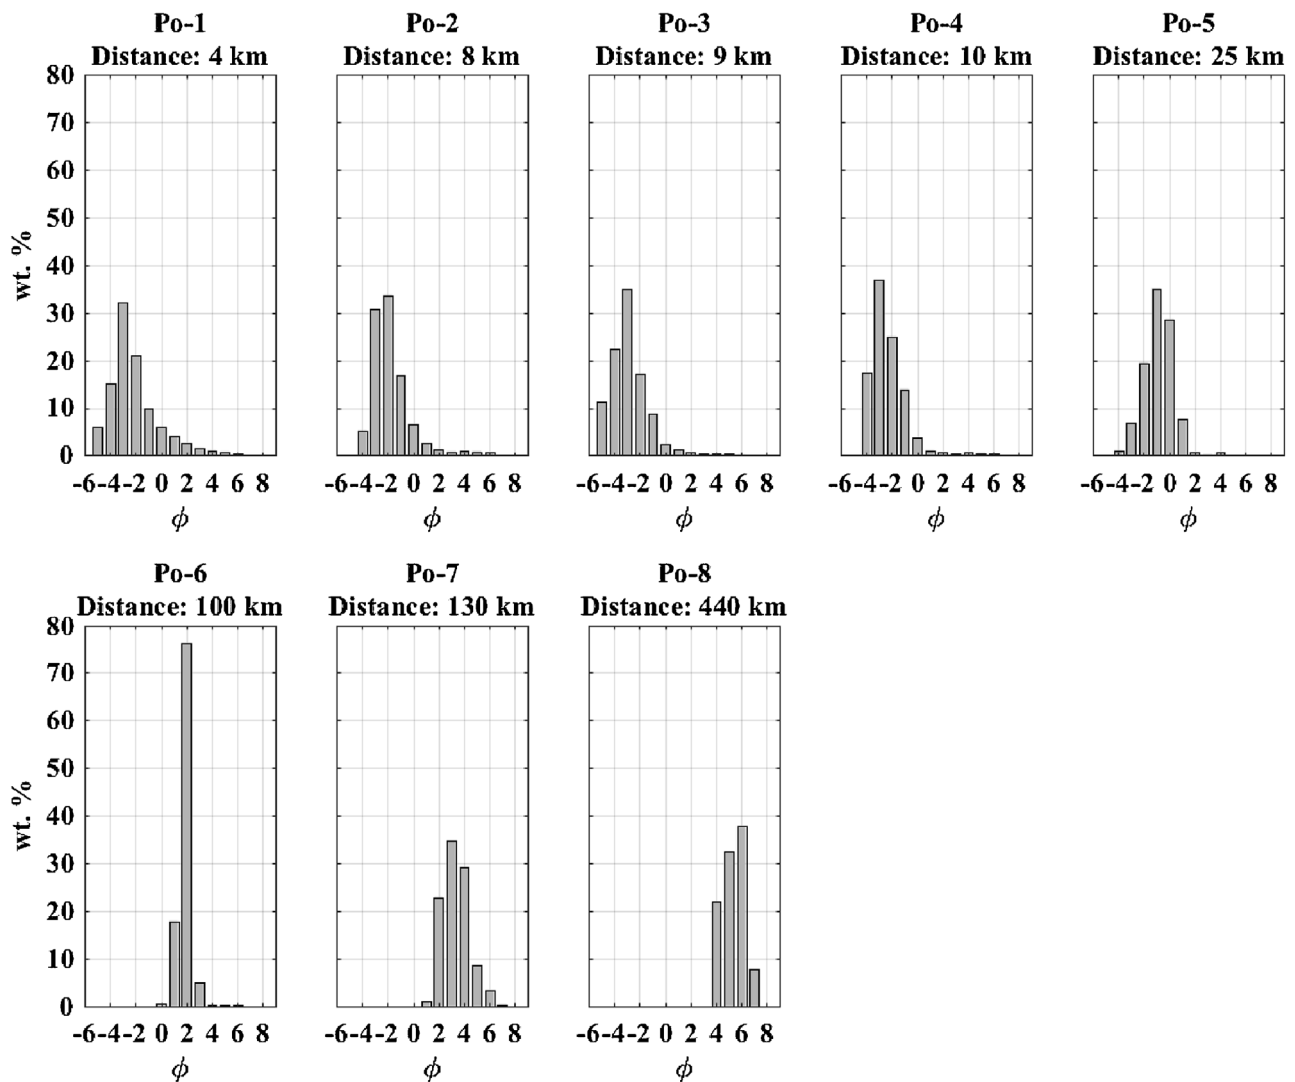 Po-1
Distance: 4 km
Po-2
Distance: 8 km
Po-3
Distance: 9 km
Po-4
Distance: 10 km
Po-5
Distance: 25 km
80
70
60
50
40
30
20
10
0
wt. %
-6-4-2 0 2 4 6 8
-6-4-2 0 2 4 6 8
-6-4-2 0 2 4 6 8
-6-4-2 0 2 4 6 8
-6-4-2 0 2 4 6 8
ϕ
ϕ
ϕ
ϕ
ϕ
Po-6
Distance: 100 km
Po-7
Distance: 130 km
Po-8
Distance: 440 km
80
70
60
50
40
30
20
10
0
wt. %
-6-4-2 0 2 4 6 8
-6-4-2 0 2 4 6 8
-6-4-2 0 2 4 6 8
ϕ
ϕ
ϕ